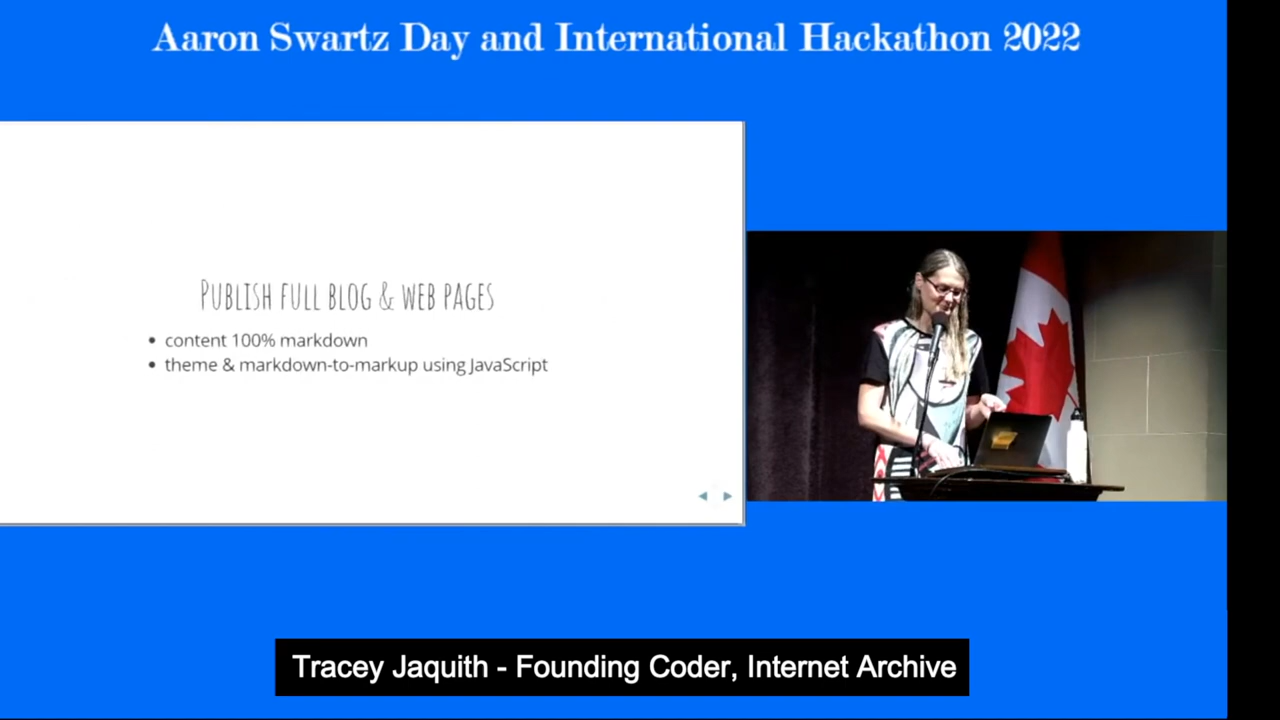 Aaron Swartz Day and International Hackathon 2022
PUBLISH FULL BLOG & WEB PAGES
content 100% markdown
theme & markdown-to-markup using JavaScript
Tracey Jaquith - Founding Coder, Internet Archive